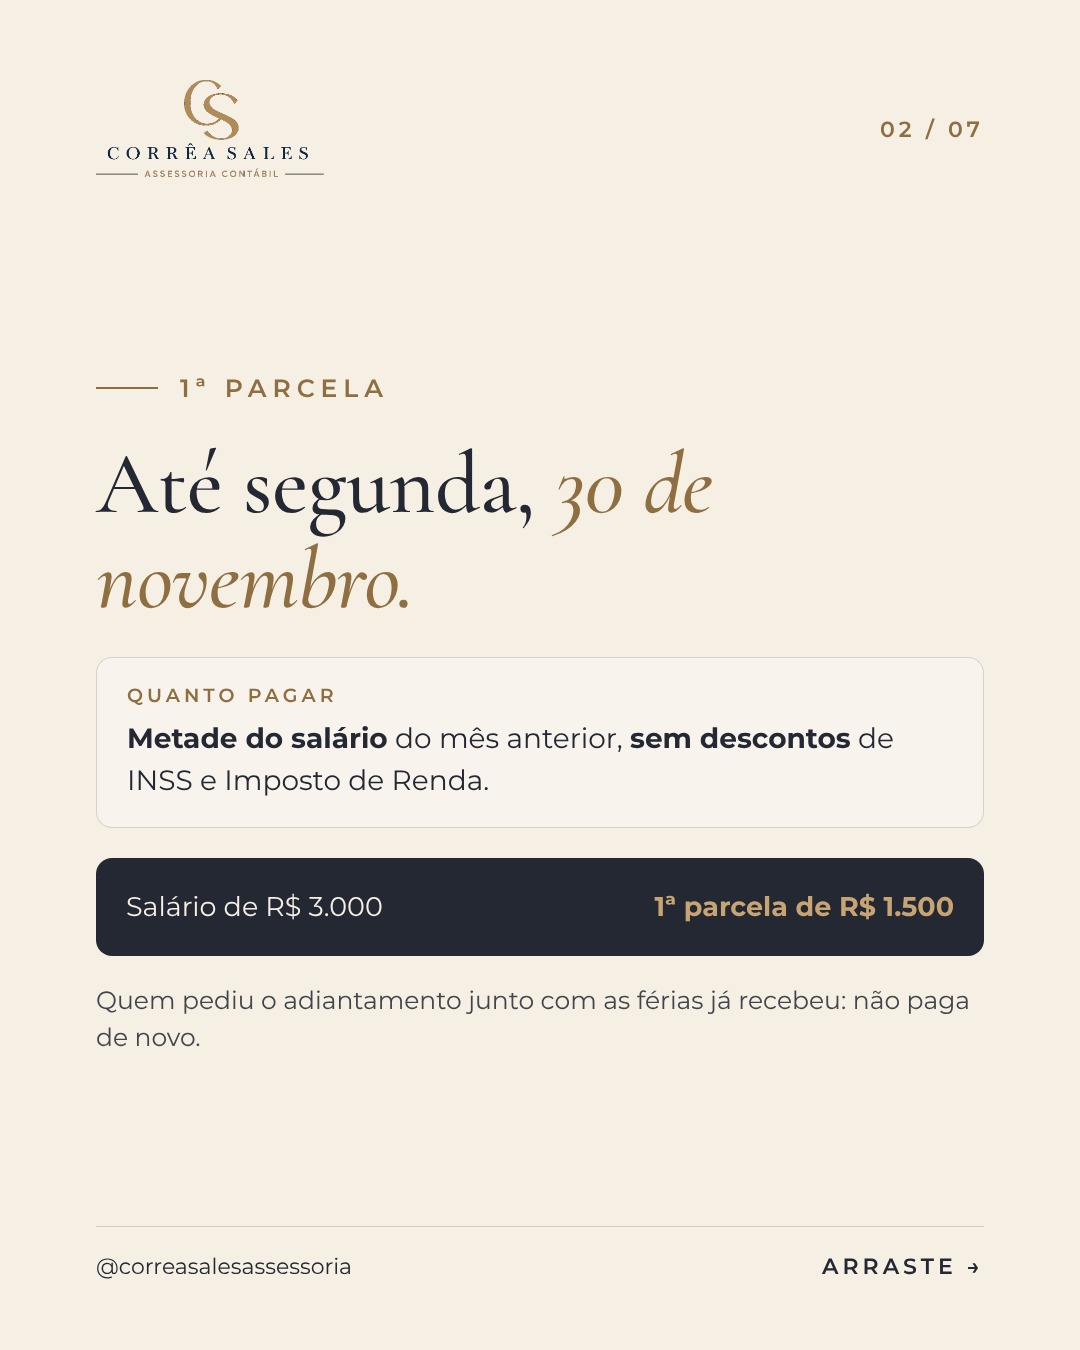 CS
CORRÊA SALES
ASSESSORIA CONTÁBIL
02 / 07
1ª PARCELA
Até segunda, 30 de
novembro.
QUANTO PAGAR
Metade do salário do mês anterior, sem descontos de
INSS e Imposto de Renda.
Salário de R$ 3.000 1ª parcela de R$ 1.500
Quem pediu o adiantamento junto com as férias já recebeu: não paga
de novo.
@correasalesassessoria ARRASTE →